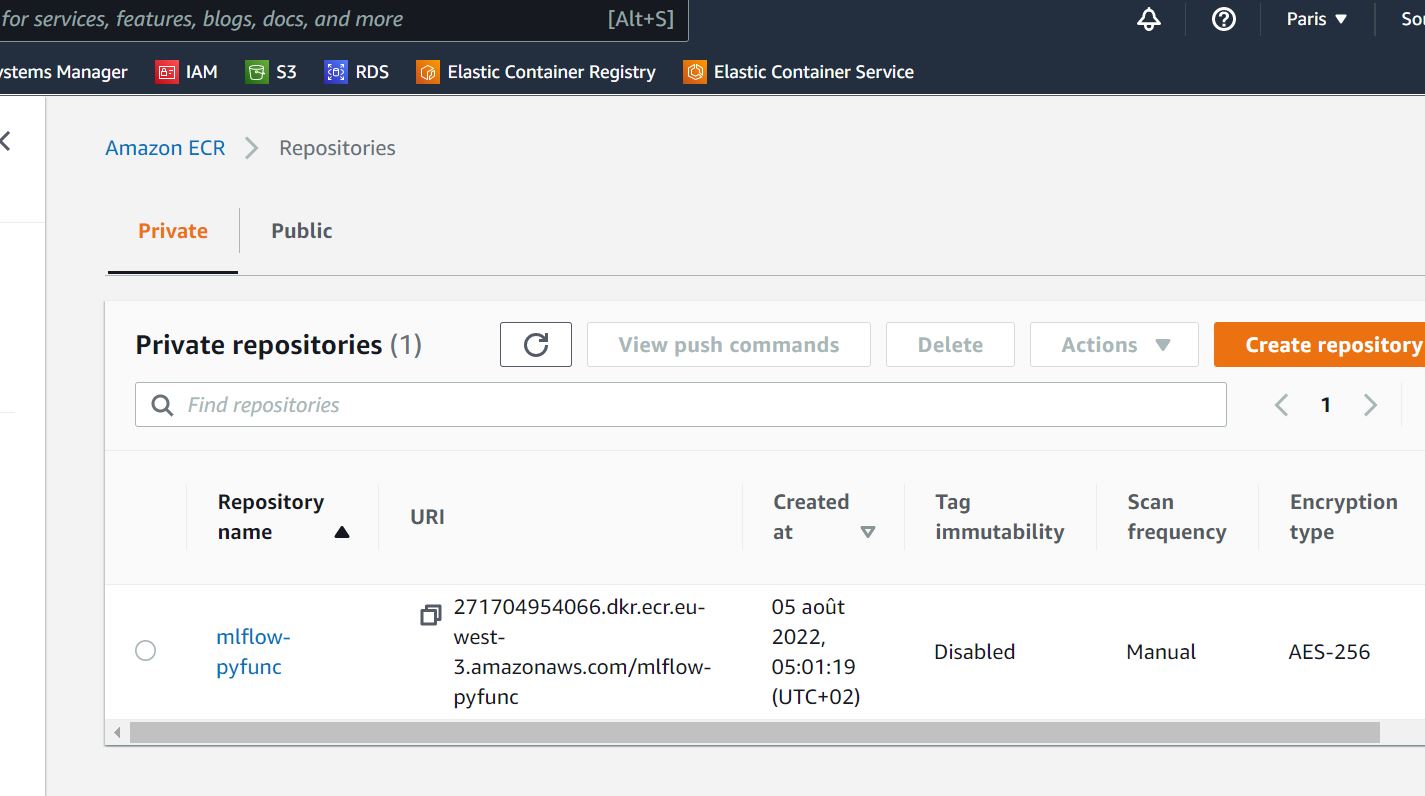 for services, features, blogs, docs, and more [Alt+S] Paris
Manager IAM S3 RDS Elastic Container Registry Elastic Container Service
Amazon ECR Repositories
Private Public
Private repositories (1) View push commands Delete Actions Create repository
Find repositories 1
Repository name URI Created at Tag immutability Scan frequency Encryption type
mlflow-
pyfunc
271704954066.dkr.ecr.eu-
west-
3.amazonaws.com/mlflow-
pyfunc
05 août
2022,
05:01:19
(UTC+02)
Disabled
Manual
AES-256